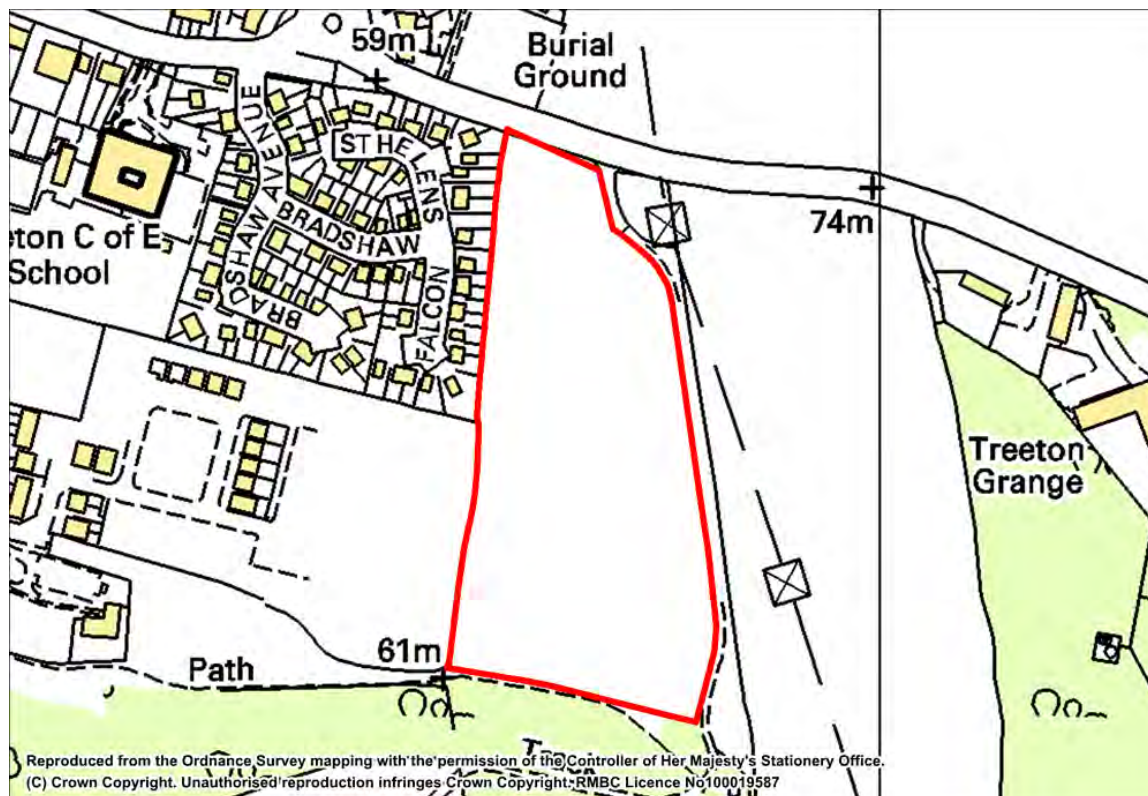 59m
Burial
Ground
BRADSHAW AVENUE
ST HELENS
BRADSHAW
FALCON
74m
eton C of E
School
Treeton
Grange
61m
Path
Reproduced from the Ordnance Survey mapping with the permission of the Controller of Her Majesty's Stationery Office.
(C) Crown Copyright. Unauthorised reproduction infringes Crown Copyright. RMBC Licence No100019587